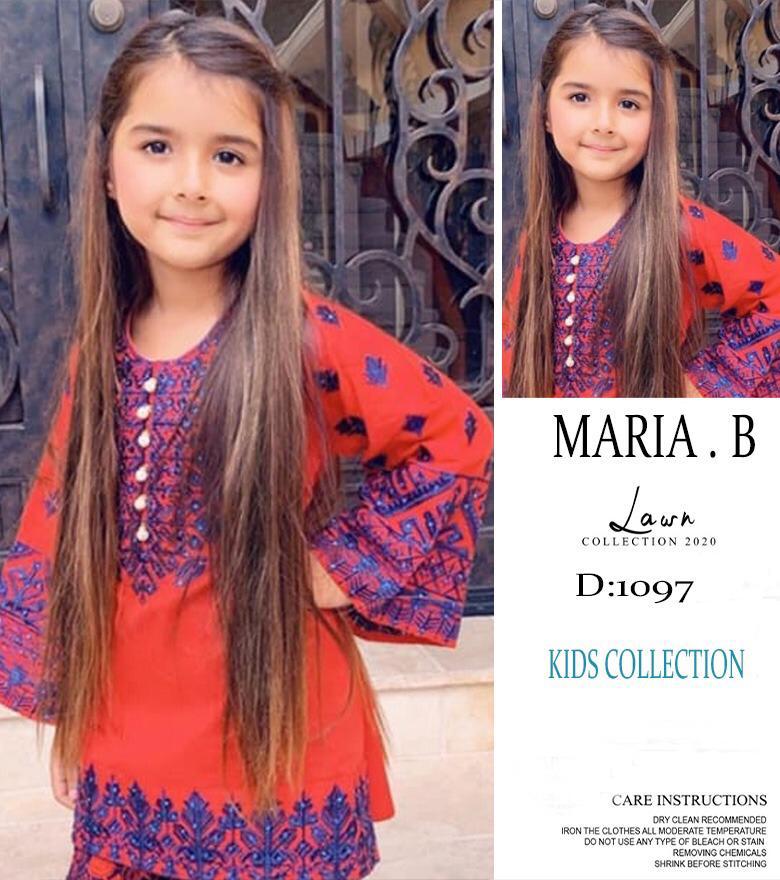 MARIA . B
Lawn
COLLECTION 2020
D:1097
KIDS COLLECTION
CARE INSTRUCTIONS
DRY CLEAN RECOMMENDED
IRON THE CLOTHES ALL MODERATE TEMPERATURE
DO NOT USE ANY TYPE OF BLEACH OR STAIN
REMOVING CHEMICALS
SHRINK BEFORE STITCHING